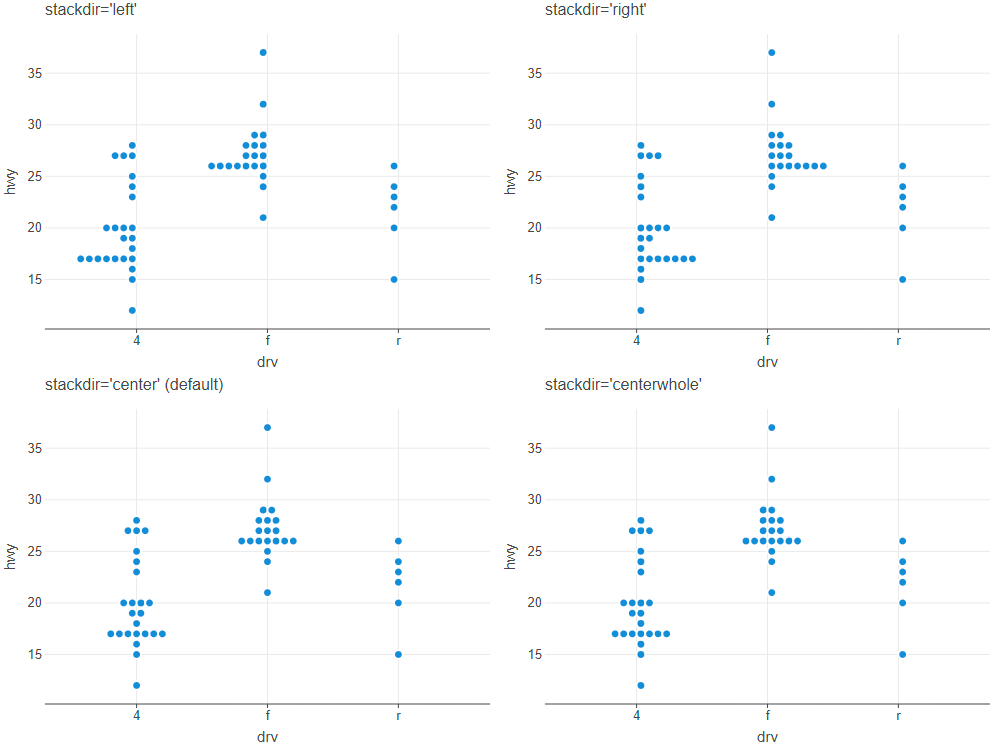 stackdir='left'
35
30
25
20
15
hwy
4
f
r
drv
stackdir='right'
35
30
25
20
15
hwy
4
f
r
drv
stackdir='center' (default)
35
30
25
20
15
hwy
4
f
r
drv
stackdir='centerwhole'
35
30
25
20
15
hwy
4
f
r
drv